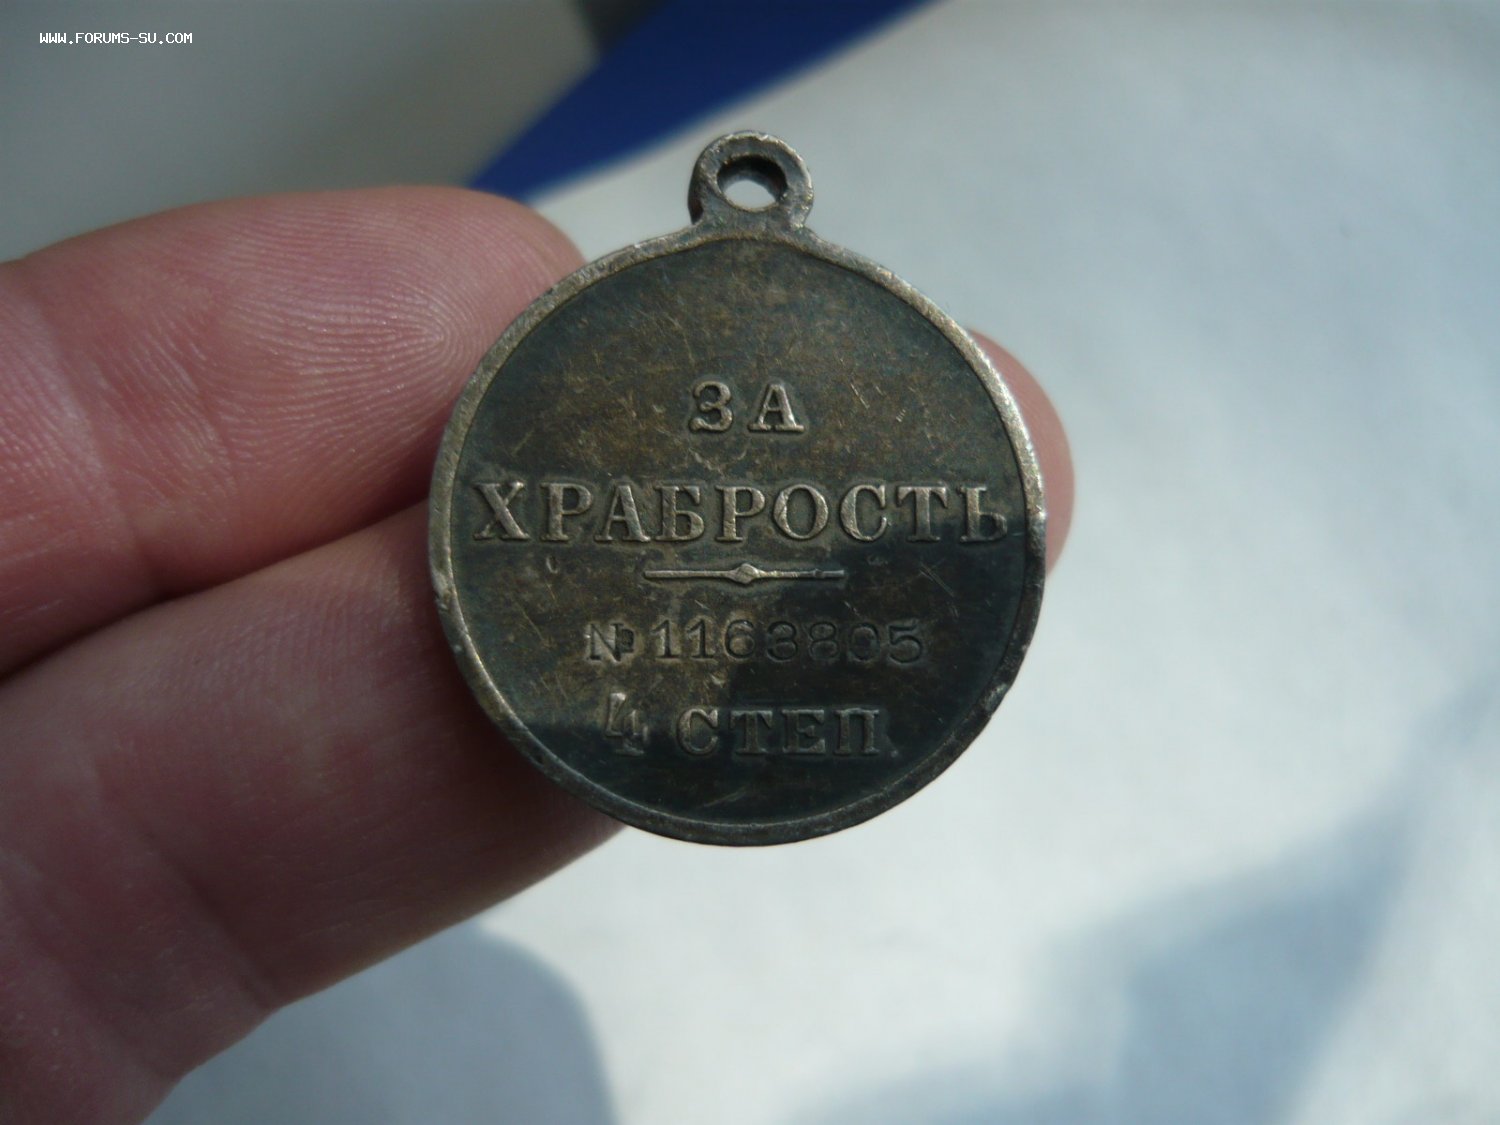 WWW.FORUMS-SU.COM
ЗА
ХРАБРОСТЬ
№ 1163805
4 СТЕП.